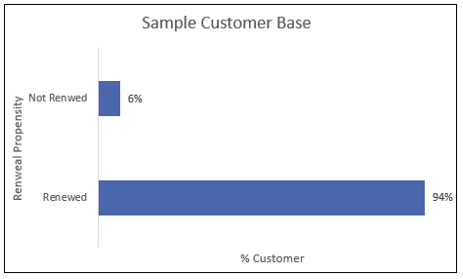 Sample Customer Base
Renweal Propensity
Not Renwed
6%
Renewed
94%
% Customer